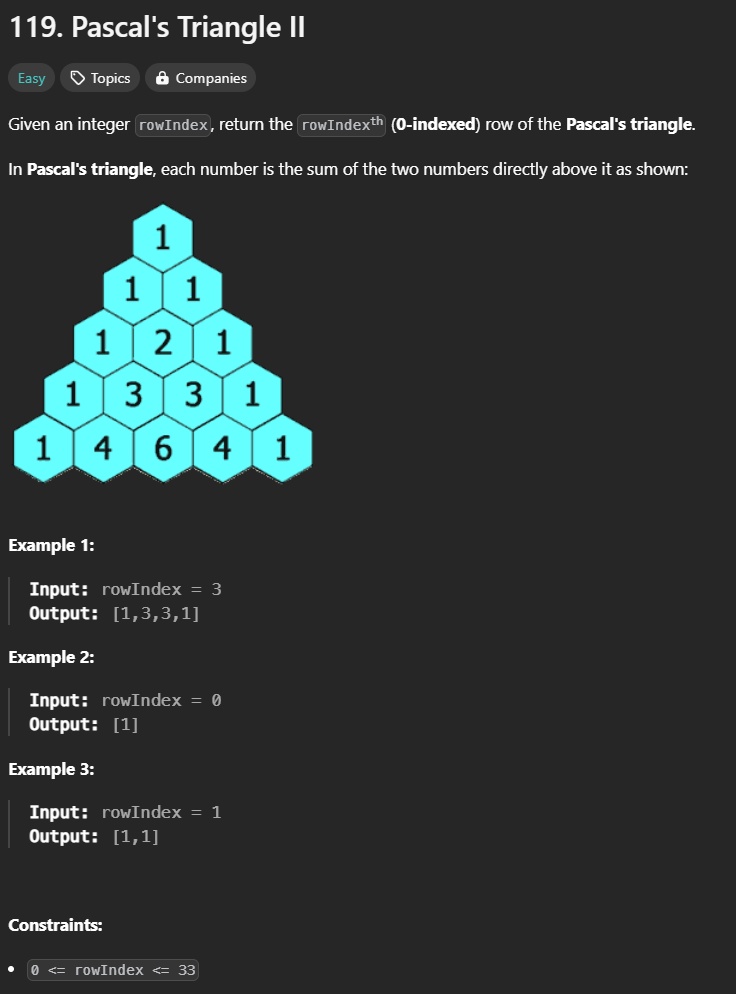 119. Pascal's Triangle II
Easy Topics Companies
Given an integer rowIndex, return the rowIndexth (0-indexed) row of the Pascal's triangle.
In Pascal's triangle, each number is the sum of the two numbers directly above it as shown:
1
1 1
1 2 1
1 3 3 1
1 4 6 4 1
Example 1:
Input: rowIndex = 3
Output: [1,3,3,1]
Example 2:
Input: rowIndex = 0
Output: [1]
Example 3:
Input: rowIndex = 1
Output: [1,1]
Constraints:
• 0 <= rowIndex <= 33